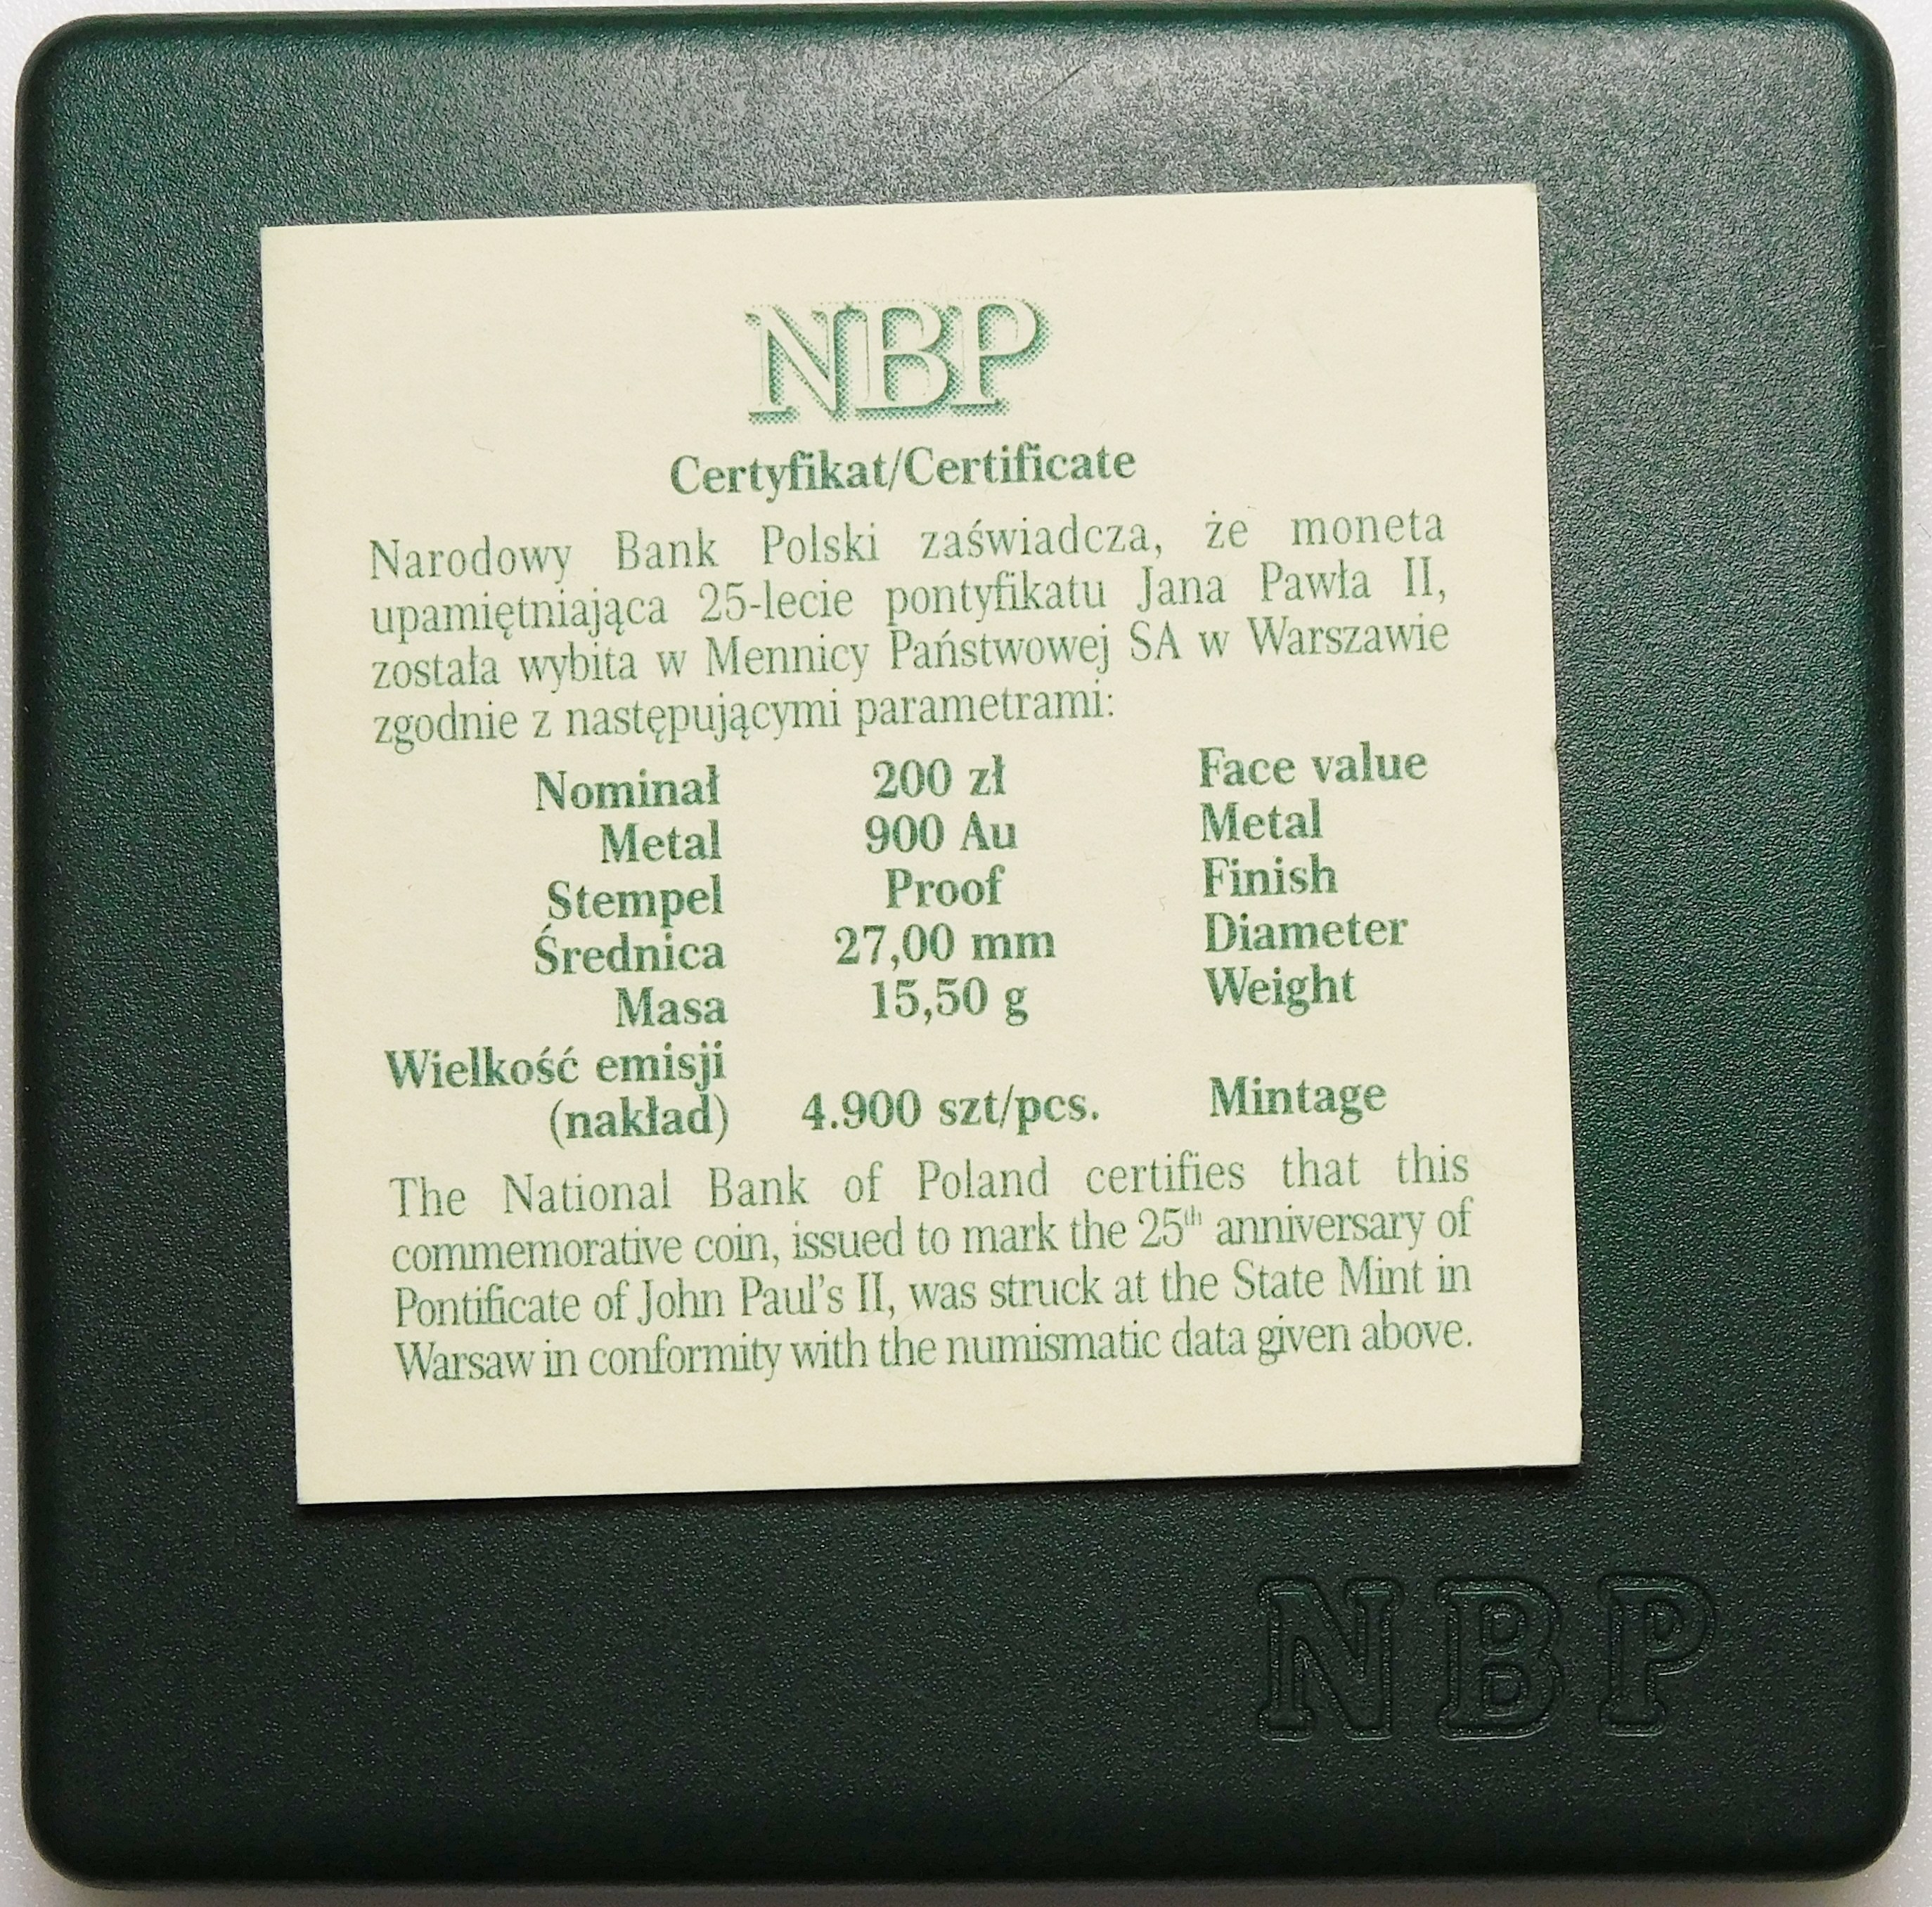 NBP
Certyfikat/Certificate
Narodowy Bank Polski zaświadcza, że moneta
upamiętniająca 25-lecie pontyfikatu Jana Pawła II,
została wybita w Mennicy Państwowej SA w Warszawie
zgodnie z następującymi parametrami:
Nominał 200 zł Face value
Metal 900 Au Metal
Stempel Proof Finish
Średnica 27,00 mm Diameter
Masa 15,50 g Weight
Wielkość emisji
(nakład) 4.900 szt/pcs. Mintage
The National Bank of Poland certifies that this
commemorative coin, issued to mark the 25th anniversary of
Pontificate of John Paul's II, was struck at the State Mint in
Warsaw in conformity with the numismatic data given above.
NBP